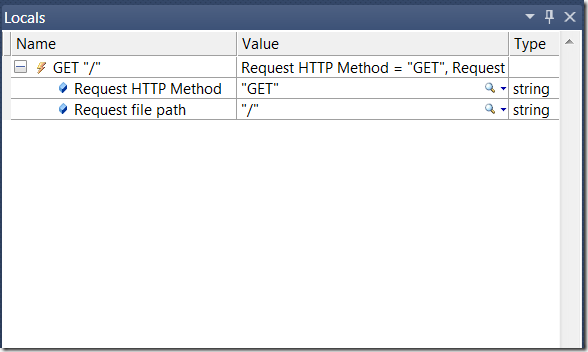 Locals
Name Value Type
GET "/" Request HTTP Method = "GET", Request
Request HTTP Method "GET" string
Request file path "/" string